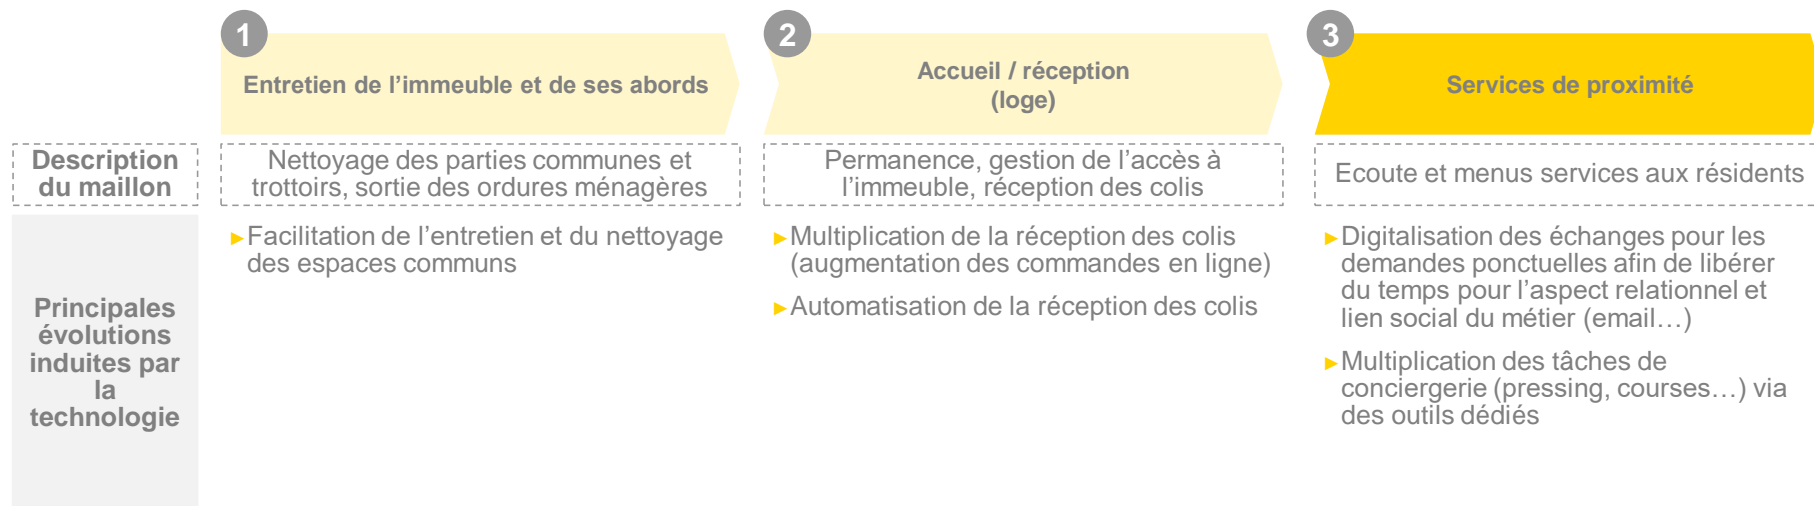 1
Entretien de l’immeuble et de ses abords
2
Accueil / réception
(loge)
3
Services de proximité
Description
du maillon
Nettoyage des parties communes et
trottoirs, sortie des ordures ménagères
Permanence, gestion de l’accès à
l’immeuble, réception des colis
Ecoute et menus services aux résidents
Principales
évolutions
induites par
la
technologie
►Facilitation de l’entretien et du nettoyage
des espaces communs
►Multiplication de la réception des colis
(augmentation des commandes en ligne)
►Automatisation de la réception des colis
►Digitalisation des échanges pour les
demandes ponctuelles afin de libérer
du temps pour l’aspect relationnel et
lien social du métier (email…)
►Multiplication des tâches de
conciergerie (pressing, courses…) via
des outils dédiés